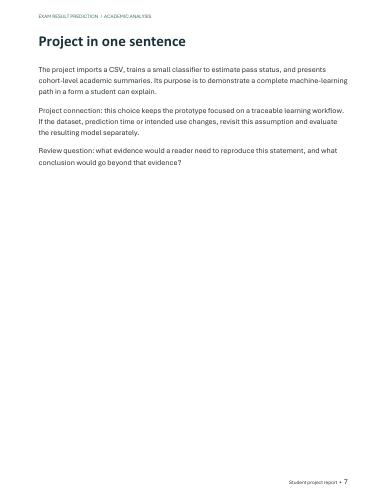 EXAM RESULT PREDICTION | ACADEMIC ANALYSIS
Project in one sentence
The project imports a CSV, trains a small classifier to estimate pass status, and presents
cohort-level academic summaries. Its purpose is to demonstrate a complete machine-learning
path in a form a student can explain.
Project connection: this choice keeps the prototype focused on a traceable learning workflow.
If the dataset, prediction time or intended use changes, revisit this assumption and evaluate
the resulting model separately.
Review question: what evidence would a reader need to reproduce this statement, and what
conclusion would go beyond that evidence?
Student project report • 7